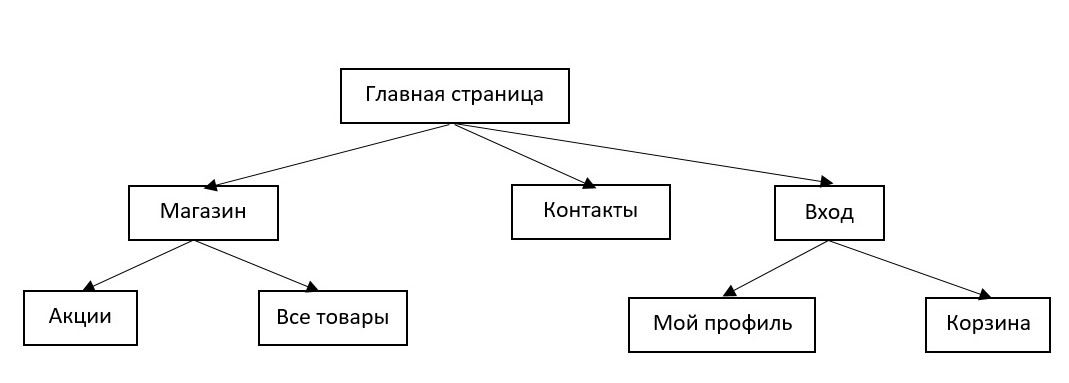 Главная страница
Магазин
Контакты
Вход
Акции
Все товары
Мой профиль
Корзина